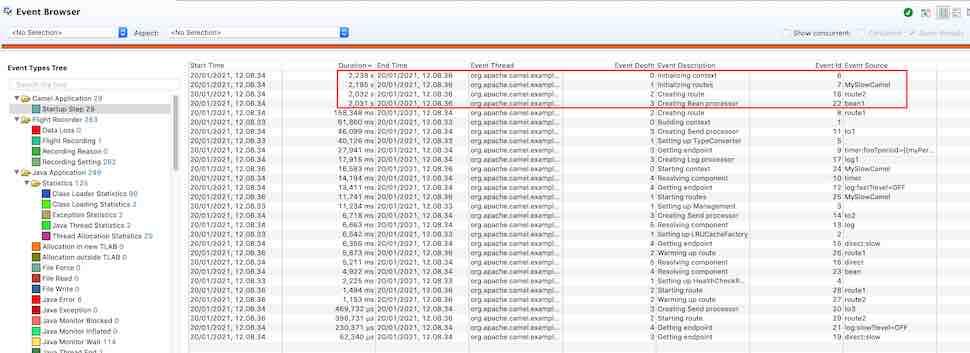 Event Browser
<No Selection> Aspect: <No Selection> Show concurrent: Contained Same threads
Event Types Tree
Search the tree
Camel Application 29
Startup Step 29
Flight Recorder 263
Data Loss 0
Flight Recording 1
Recording Reason 0
Recording Setting 262
Java Application 249
Statistics 125
Class Loader Statistics 90
Class Loading Statistics 2
Exception Statistics 2
Java Thread Statistics 2
Thread Allocation Statistics 29
Allocation in new TLAB 0
Allocation outside TLAB 0
File Force 0
File Read 0
File Write 0
Java Error 6
Java Exception 0
Java Monitor Blocked 0
Java Monitor Inflated 0
Java Monitor Wait 114
Java Thread End 2
Start Time Duration End Time Event Thread Event Depth Event Description Event Id Event Source
20/01/2021, 12.08.34 2,239 s 20/01/2021, 12.08.36 org.apache.camel.exampl... 0 Initializing context 6
20/01/2021, 12.08.34 2,195 s 20/01/2021, 12.08.36 org.apache.camel.exampl... 1 Initializing routes 7 MySlowCamel
20/01/2021, 12.08.34 2,032 s 20/01/2021, 12.08.36 org.apache.camel.exampl... 2 Creating route 18 route2
20/01/2021, 12.08.34 2,031 s 20/01/2021, 12.08.36 org.apache.camel.exampl... 3 Creating Bean processor 22 bean1
20/01/2021, 12.08.34 158,348 ms 20/01/2021, 12.08.34 org.apache.camel.exampl... 2 Creating route 8 route1
20/01/2021, 12.08.33 61,860 ms 20/01/2021, 12.08.34 org.apache.camel.exampl... 0 Building context 1
20/01/2021, 12.08.34 46,099 ms 20/01/2021, 12.08.34 org.apache.camel.exampl... 3 Creating Send processor 11 to1
20/01/2021, 12.08.33 40,126 ms 20/01/2021, 12.08.34 org.apache.camel.exampl... 1 Setting up TypeConverter 5
20/01/2021, 12.08.34 27,941 ms 20/01/2021, 12.08.34 org.apache.camel.exampl... 3 Getting endpoint 9 timer:foo?period={{myPer...
20/01/2021, 12.08.34 17,915 ms 20/01/2021, 12.08.34 org.apache.camel.exampl... 3 Creating Log processor 17 log1
20/01/2021, 12.08.36 16,583 ms 20/01/2021, 12.08.36 org.apache.camel.exampl... 0 Starting context 24 MySlowCamel
20/01/2021, 12.08.34 14,194 ms 20/01/2021, 12.08.34 org.apache.camel.exampl... 4 Resolving component 10 timer
20/01/2021, 12.08.34 13,411 ms 20/01/2021, 12.08.34 org.apache.camel.exampl... 4 Getting endpoint 12 log:fast?level=OFF
20/01/2021, 12.08.36 11,741 ms 20/01/2021, 12.08.36 org.apache.camel.exampl... 1 Starting routes 25 MySlowCamel
20/01/2021, 12.08.33 11,234 ms 20/01/2021, 12.08.33 org.apache.camel.exampl... 1 Setting up Management 3
20/01/2021, 12.08.34 6,718 ms 20/01/2021, 12.08.34 org.apache.camel.exampl... 3 Creating Send processor 14 to2
20/01/2021, 12.08.34 6,663 ms 20/01/2021, 12.08.34 org.apache.camel.exampl... 5 Resolving component 13 log
20/01/2021, 12.08.33 6,542 ms 20/01/2021, 12.08.33 org.apache.camel.exampl... 1 Setting up LRUCacheFactory 2
20/01/2021, 12.08.34 6,355 ms 20/01/2021, 12.08.34 org.apache.camel.exampl... 4 Getting endpoint 15 direct:slow
20/01/2021, 12.08.36 5,873 ms 20/01/2021, 12.08.36 org.apache.camel.exampl... 2 Warming up route 26 route1
20/01/2021, 12.08.34 5,211 ms 20/01/2021, 12.08.34 org.apache.camel.exampl... 5 Resolving component 16 direct
20/01/2021, 12.08.34 4,922 ms 20/01/2021, 12.08.34 org.apache.camel.exampl... 4 Resolving component 23 bean
20/01/2021, 12.08.33 2,225 ms 20/01/2021, 12.08.33 org.apache.camel.exampl... 1 Setting up HealthCheckR... 4
20/01/2021, 12.08.36 1,494 ms 20/01/2021, 12.08.36 org.apache.camel.exampl... 2 Starting route 28 route1
20/01/2021, 12.08.36 1,153 ms 20/01/2021, 12.08.36 org.apache.camel.exampl... 2 Warming up route 27 route2
20/01/2021, 12.08.34 469,732 µs 20/01/2021, 12.08.34 org.apache.camel.exampl... 3 Creating Send processor 20 to3
20/01/2021, 12.08.36 398,731 µs 20/01/2021, 12.08.36 org.apache.camel.exampl... 2 Starting route 29 route2
20/01/2021, 12.08.34 230,371 µs 20/01/2021, 12.08.34 org.apache.camel.exampl... 4 Getting endpoint 21 log:slow?level=OFF
20/01/2021, 12.08.34 62,340 µs 20/01/2021, 12.08.34 org.apache.camel.exampl... 3 Getting endpoint 19 direct:slow